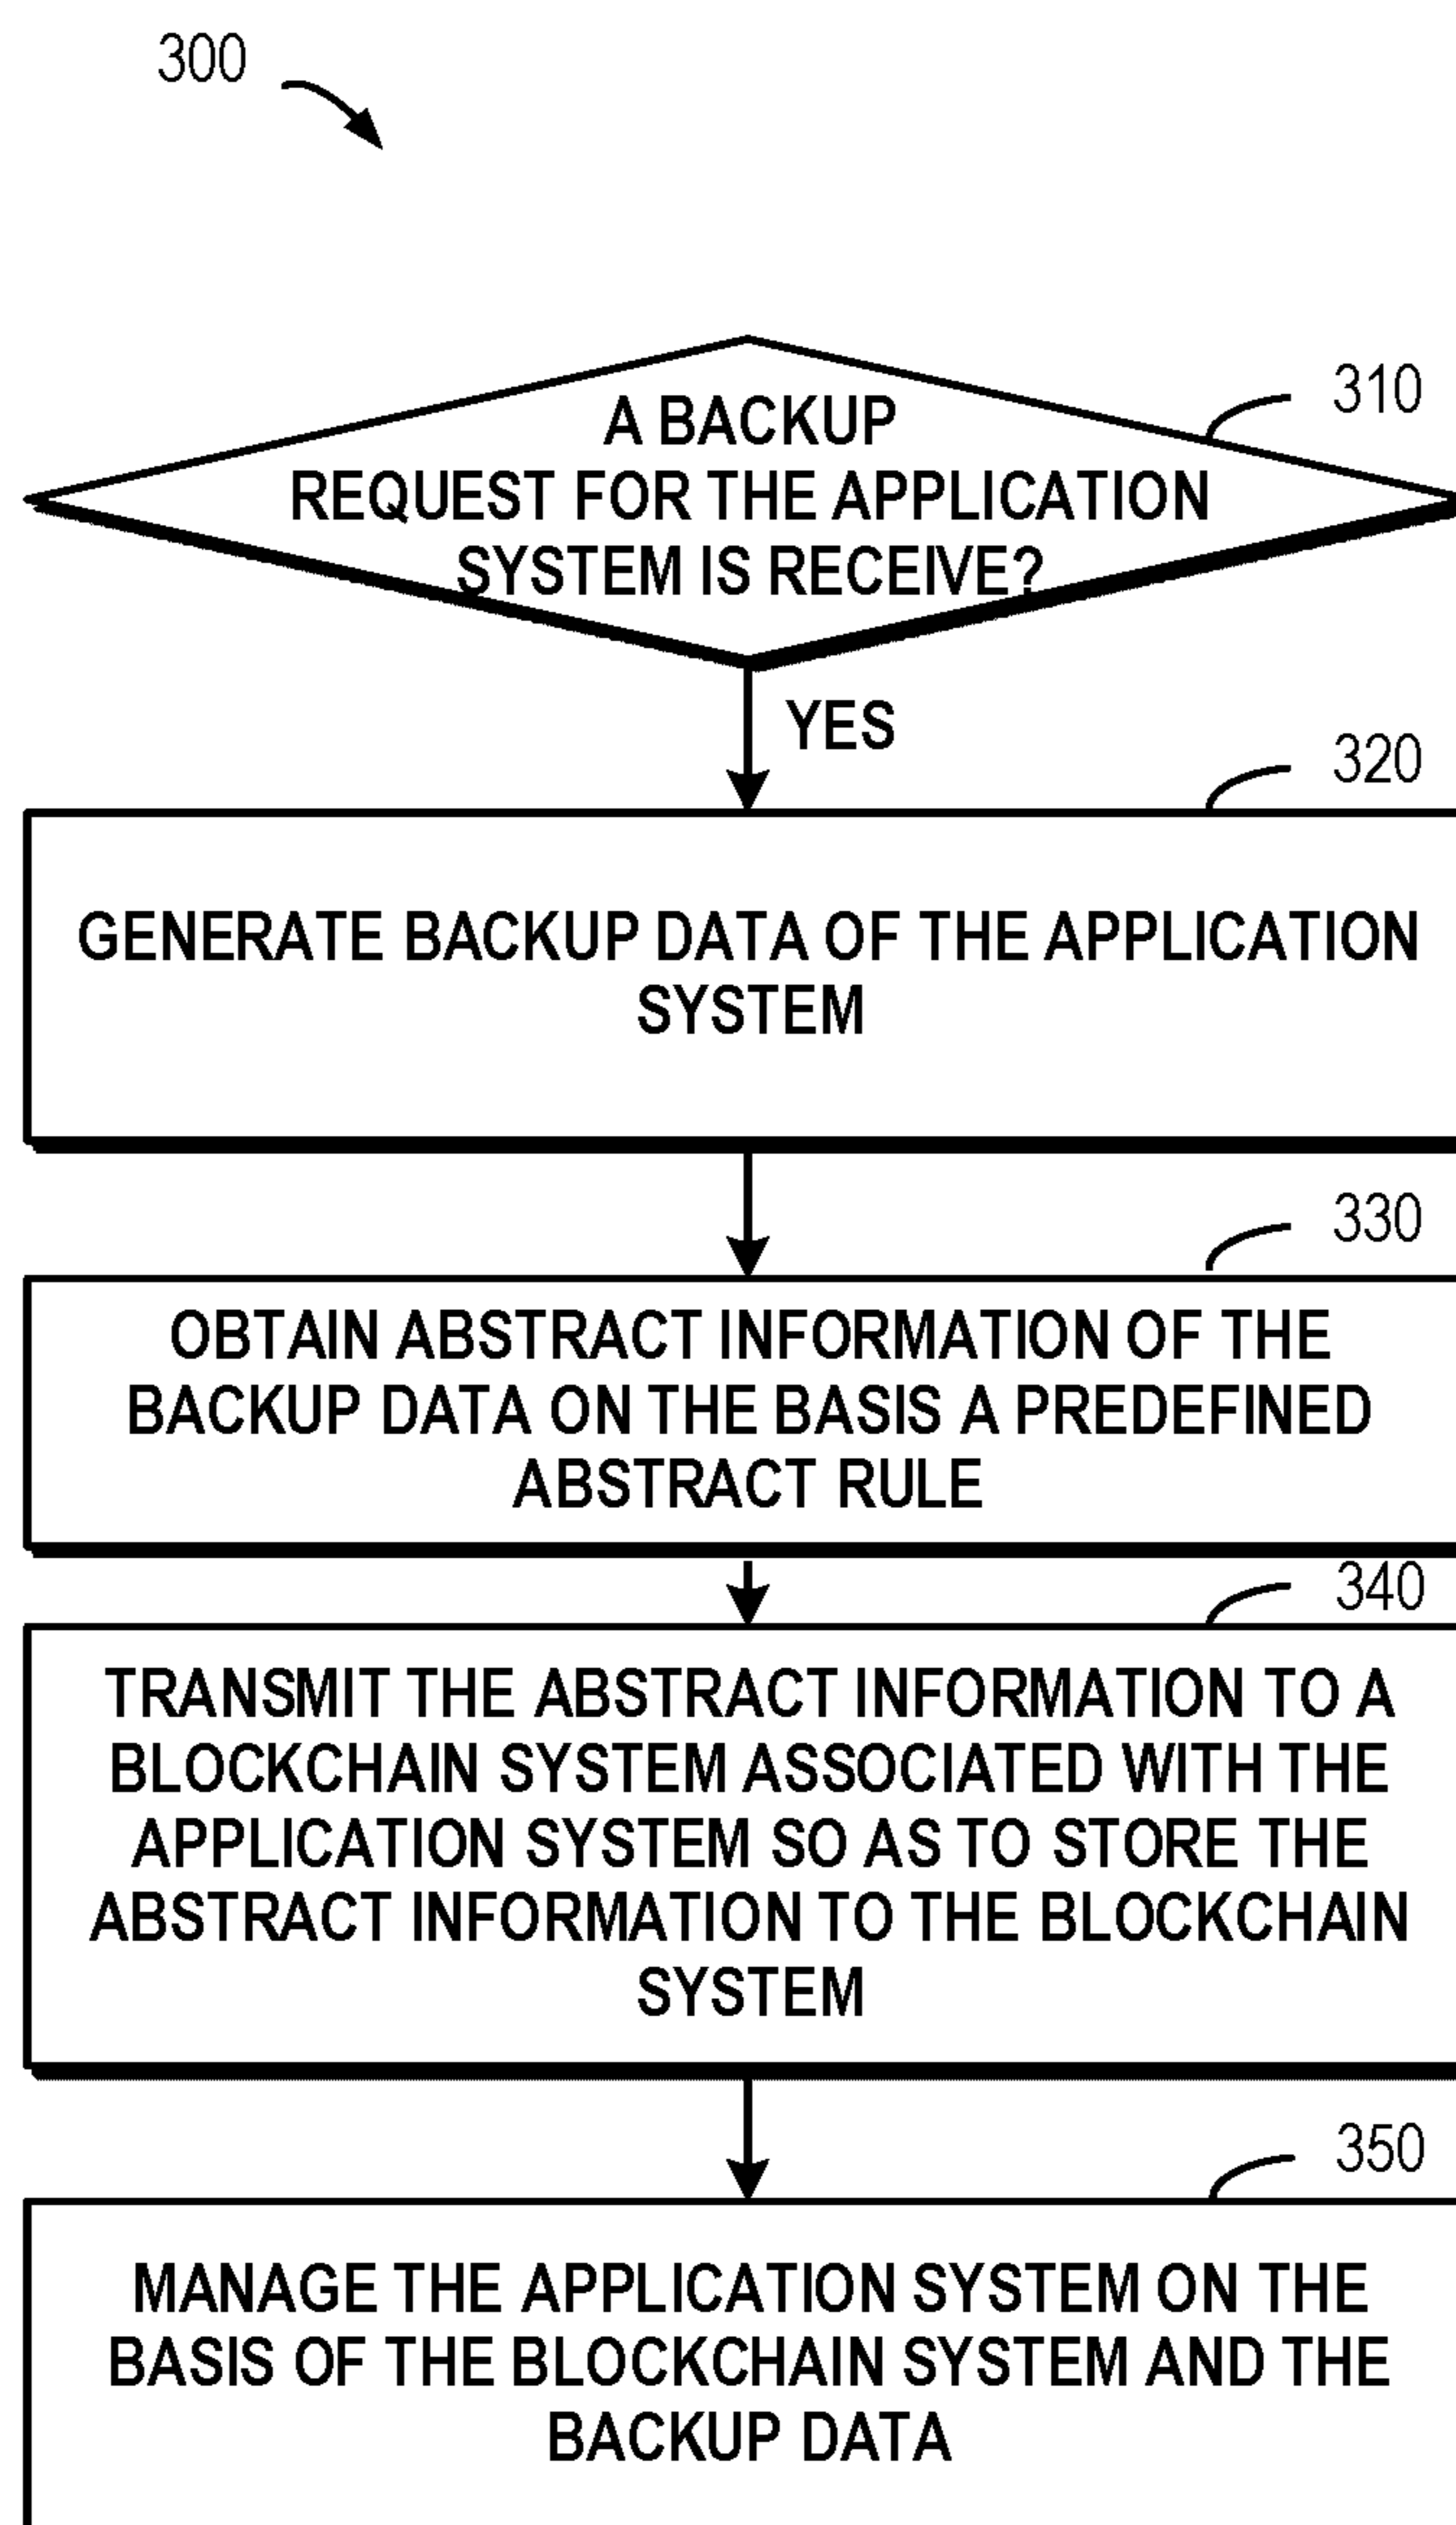 300
310
A BACKUP
REQUEST FOR THE APPLICATION
SYSTEM IS RECEIVE?
YES
320
GENERATE BACKUP DATA OF THE APPLICATION
SYSTEM
330
OBTAIN ABSTRACT INFORMATION OF THE
BACKUP DATA ON THE BASIS A PREDEFINED
ABSTRACT RULE
340
TRANSMIT THE ABSTRACT INFORMATION TO A
BLOCKCHAIN SYSTEM ASSOCIATED WITH THE
APPLICATION SYSTEM SO AS TO STORE THE
ABSTRACT INFORMATION TO THE BLOCKCHAIN
SYSTEM
350
MANAGE THE APPLICATION SYSTEM ON THE
BASIS OF THE BLOCKCHAIN SYSTEM AND THE
BACKUP DATA